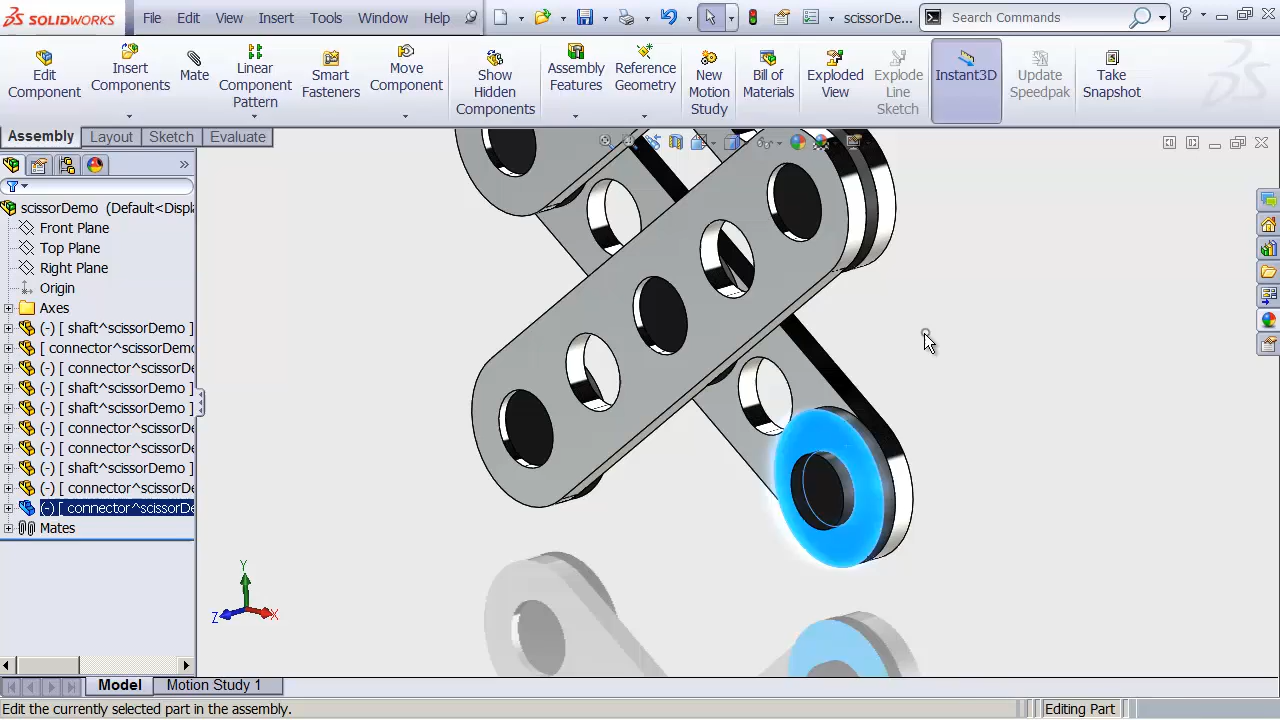 SOLIDWORKS File Edit View Insert Tools Window Help scissorDe... Search Commands ?
Edit Component
Insert Components
Mate
Linear Component Pattern
Smart Fasteners
Move Component
Show Hidden Components
Assembly Features
Reference Geometry
New Motion Study
Bill of Materials
Exploded View
Explode Line Sketch
Instant3D
Update Speedpak
Take Snapshot
Assembly Layout Sketch Evaluate
scissorDemo (Default<Displ
Front Plane
Top Plane
Right Plane
Origin
Axes
(-) [ shaft^scissorDemo ]
[ connector^scissorDemo
(-) [ connector^scissorDe
(-) [ shaft^scissorDemo ]
(-) [ shaft^scissorDemo ]
(-) [ connector^scissorDe
(-) [ connector^scissorDe
(-) [ shaft^scissorDemo ]
(-) [ connector^scissorDe
(-) [ connector^scissorDe
Mates
Y
Z
X
Model Motion Study 1
Edit the currently selected part in the assembly. Editing Part